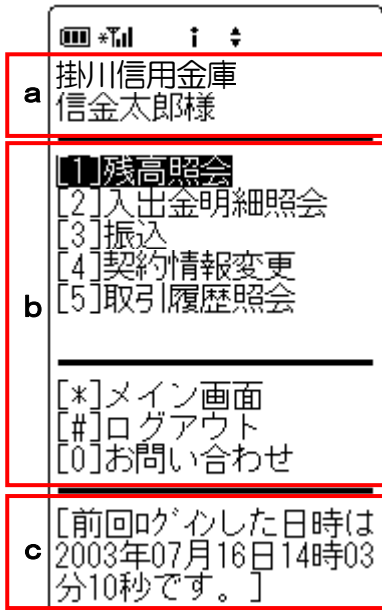 a
掛川信用金庫
信金太郎様
b
[1]残高照会
[2]入出金明細照会
[3]振込
[4]契約情報変更
[5]取引履歴照会
[*]メイン画面
[#]ログアウト
[0]お問い合わせ
c
[前回ﾛｸﾞｲﾝした日時は
2003年07月16日14時03
分10秒です。]